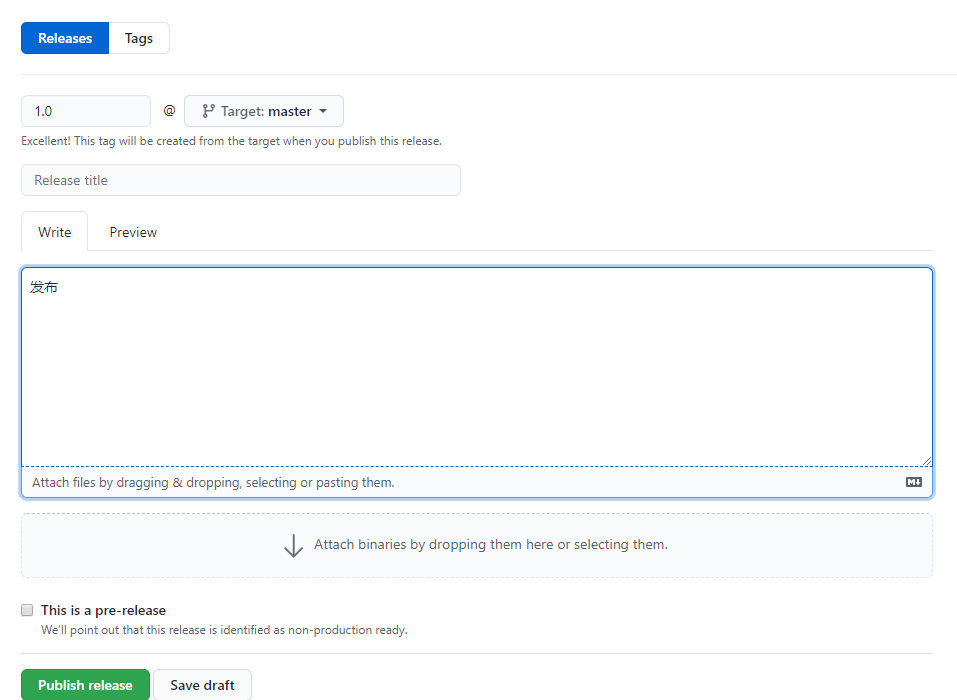 Releases Tags
1.0 @ Target: master
Excellent! This tag will be created from the target when you publish this release.
Release title
Write Preview
发布
Attach files by dragging & dropping, selecting or pasting them.
Attach binaries by dropping them here or selecting them.
This is a pre-release
We'll point out that this release is identified as non-production ready.
Publish release Save draft